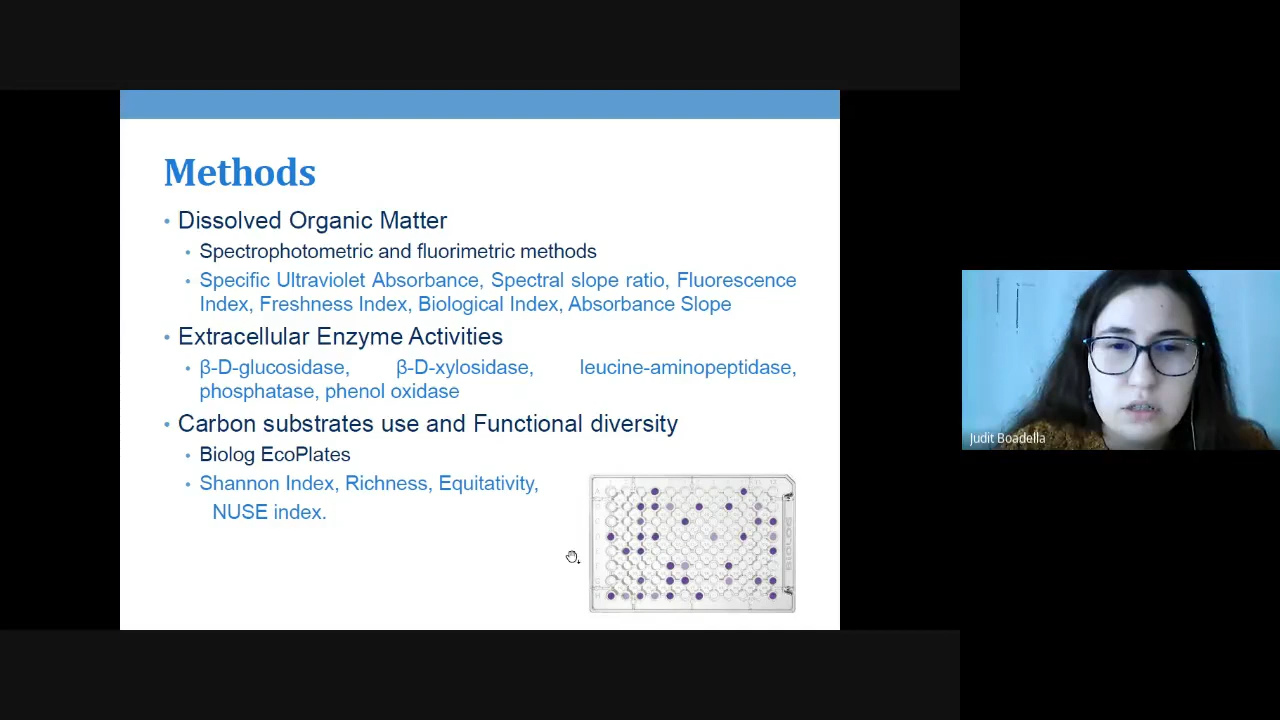 Methods
• Dissolved Organic Matter
• Spectrophotometric and fluorimetric methods
• Specific Ultraviolet Absorbance, Spectral slope ratio, Fluorescence
Index, Freshness Index, Biological Index, Absorbance Slope
• Extracellular Enzyme Activities
• β-D-glucosidase, β-D-xylosidase, leucine-aminopeptidase,
phosphatase, phenol oxidase
• Carbon substrates use and Functional diversity
• Biolog EcoPlates
• Shannon Index, Richness, Equitativity,
NUSE index.
Judit Boadella